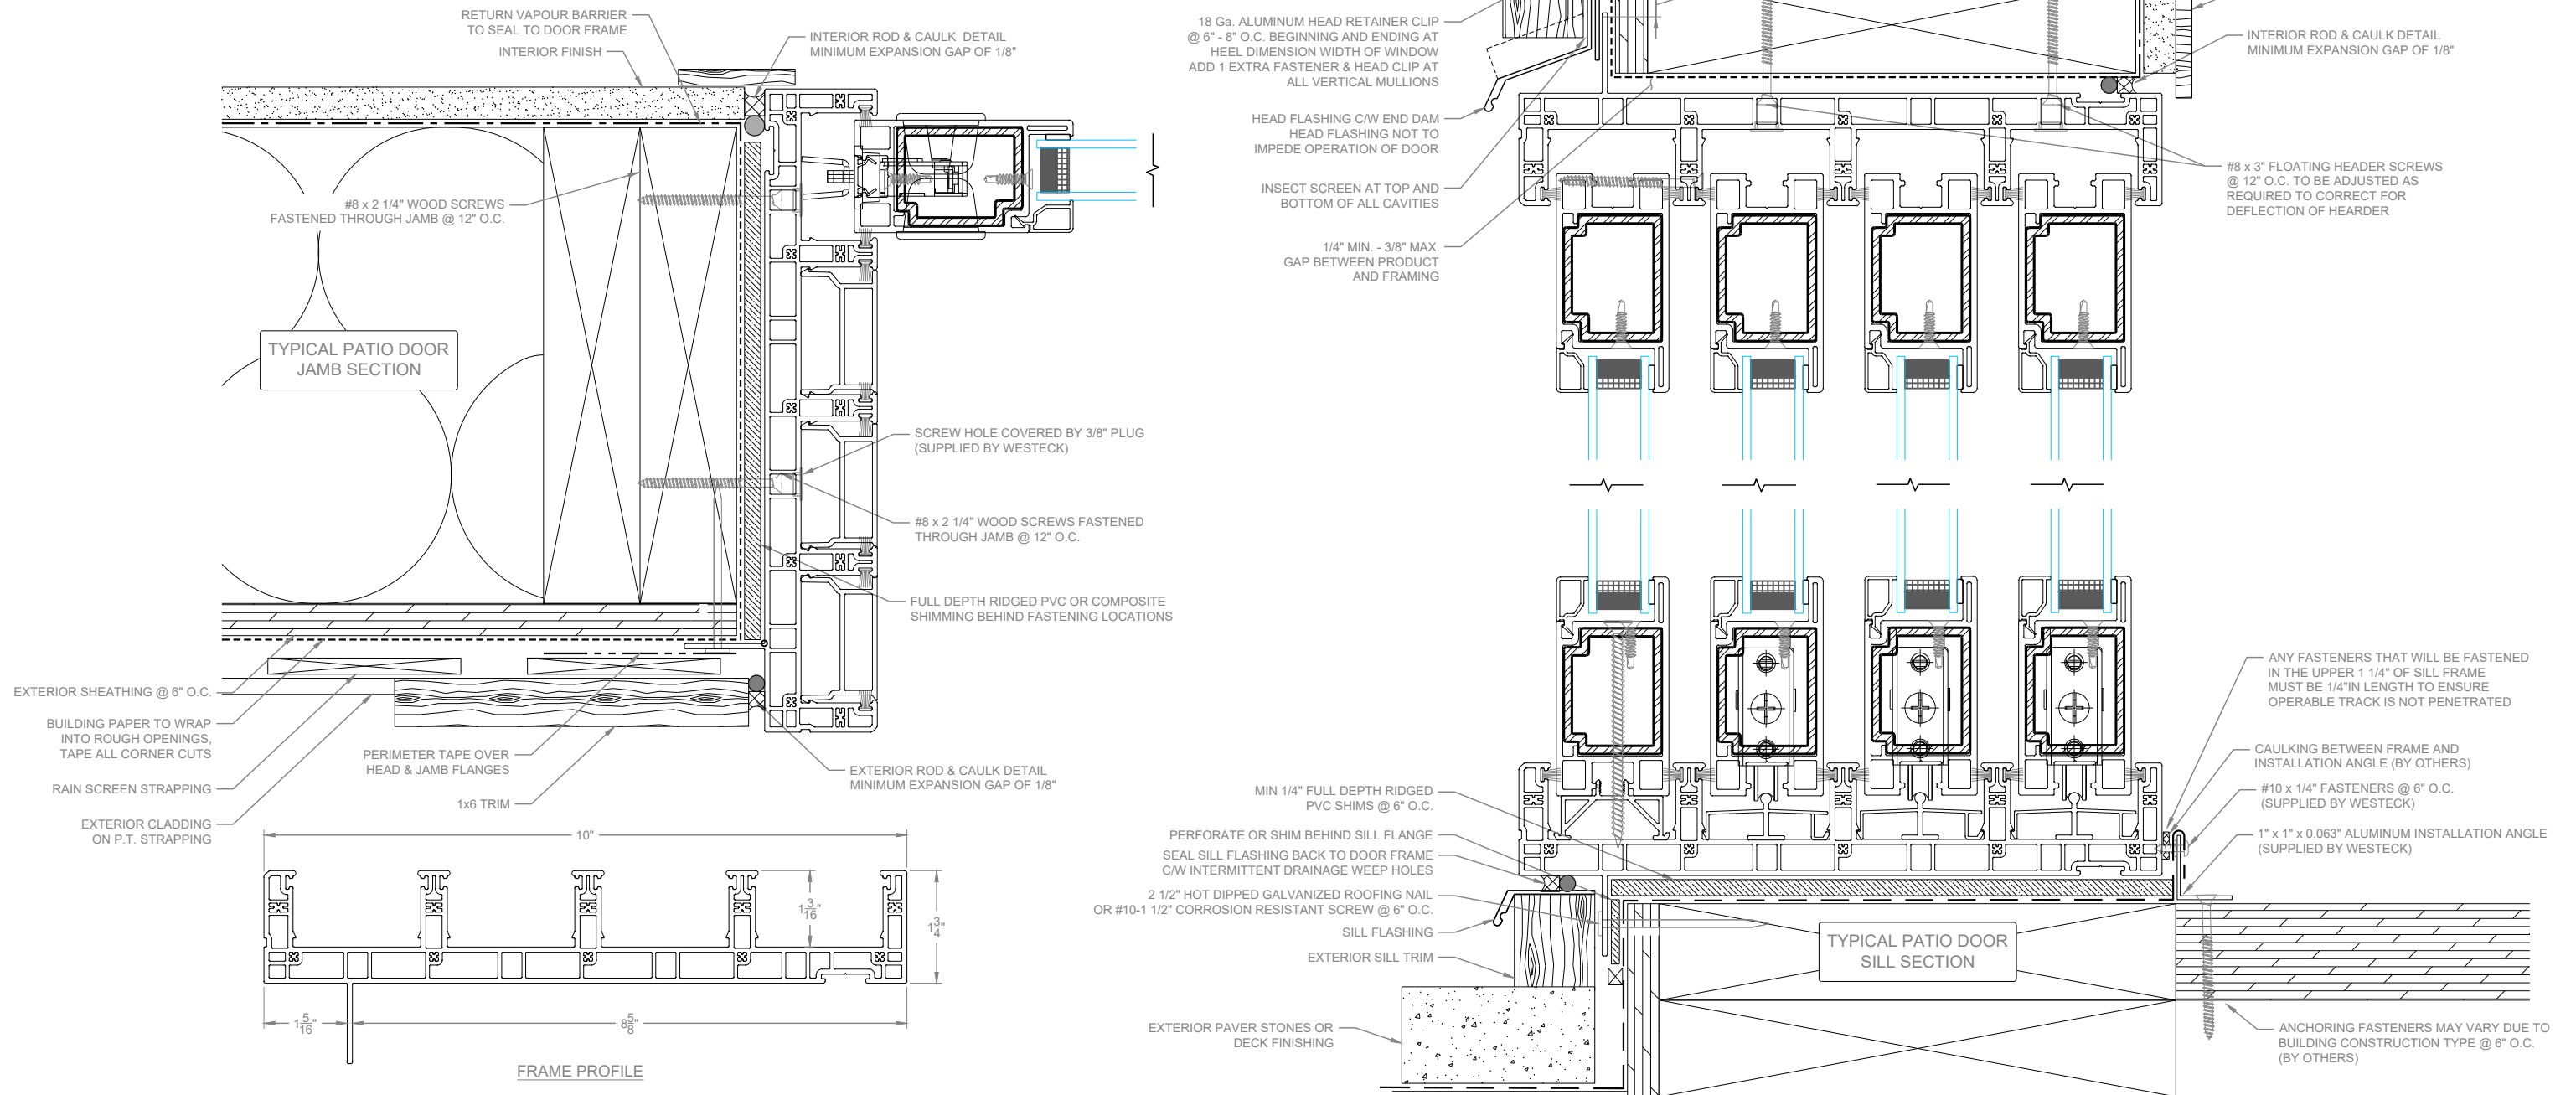 RETURN VAPOUR BARRIER
TO SEAL TO DOOR FRAME
INTERIOR FINISH
INTERIOR ROD & CAULK DETAIL
MINIMUM EXPANSION GAP OF 1/8"
#8 x 2 1/4" WOOD SCREWS
FASTENED THROUGH JAMB @ 12" O.C.
TYPICAL PATIO DOOR
JAMB SECTION
SCREW HOLE COVERED BY 3/8" PLUG
(SUPPLIED BY WESTECK)
#8 x 2 1/4" WOOD SCREWS FASTENED
THROUGH JAMB @ 12" O.C.
FULL DEPTH RIDGED PVC OR COMPOSITE
SHIMMING BEHIND FASTENING LOCATIONS
EXTERIOR SHEATHING @ 6" O.C.
BUILDING PAPER TO WRAP
INTO ROUGH OPENINGS,
TAPE ALL CORNER CUTS
RAIN SCREEN STRAPPING
EXTERIOR CLADDING
ON P.T. STRAPPING
PERIMETER TAPE OVER
HEAD & JAMB FLANGES
1x6 TRIM
EXTERIOR ROD & CAULK DETAIL
MINIMUM EXPANSION GAP OF 1/8"
10"
1 3/16"
1 3/4"
1 5/16"
8 5/8"
FRAME PROFILE
18 Ga. ALUMINUM HEAD RETAINER CLIP
@ 6" - 8" O.C. BEGINNING AND ENDING AT
HEEL DIMENSION WIDTH OF WINDOW
ADD 1 EXTRA FASTENER & HEAD CLIP AT
ALL VERTICAL MULLIONS
HEAD FLASHING C/W END DAM
HEAD FLASHING NOT TO
IMPEDE OPERATION OF DOOR
INSECT SCREEN AT TOP AND
BOTTOM OF ALL CAVITIES
1/4" MIN. - 3/8" MAX.
GAP BETWEEN PRODUCT
AND FRAMING
INTERIOR ROD & CAULK DETAIL
MINIMUM EXPANSION GAP OF 1/8"
#8 x 3" FLOATING HEADER SCREWS
@ 12" O.C. TO BE ADJUSTED AS
REQUIRED TO CORRECT FOR
DEFLECTION OF HEARDER
MIN 1/4" FULL DEPTH RIDGED
PVC SHIMS @ 6" O.C.
PERFORATE OR SHIM BEHIND SILL FLANGE
SEAL SILL FLASHING BACK TO DOOR FRAME
C/W INTERMITTENT DRAINAGE WEEP HOLES
2 1/2" HOT DIPPED GALVANIZED ROOFING NAIL
OR #10-1 1/2" CORROSION RESISTANT SCREW @ 6" O.C.
SILL FLASHING
EXTERIOR SILL TRIM
EXTERIOR PAVER STONES OR
DECK FINISHING
TYPICAL PATIO DOOR
SILL SECTION
ANY FASTENERS THAT WILL BE FASTENED
IN THE UPPER 1 1/4" OF SILL FRAME
MUST BE 1/4"IN LENGTH TO ENSURE
OPERABLE TRACK IS NOT PENETRATED
CAULKING BETWEEN FRAME AND
INSTALLATION ANGLE (BY OTHERS)
#10 x 1/4" FASTENERS @ 6" O.C.
(SUPPLIED BY WESTECK)
1" x 1" x 0.063" ALUMINUM INSTALLATION ANGLE
(SUPPLIED BY WESTECK)
ANCHORING FASTENERS MAY VARY DUE TO
BUILDING CONSTRUCTION TYPE @ 6" O.C.
(BY OTHERS)